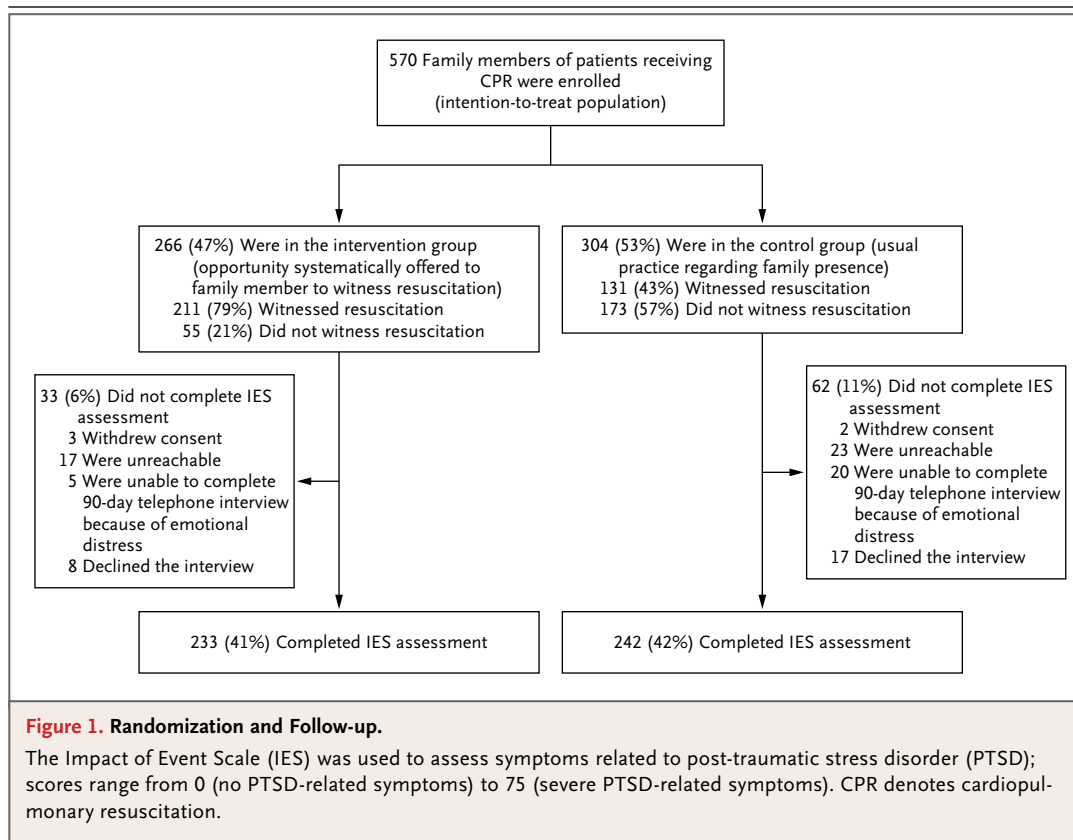 570 Family members of patients receiving
CPR were enrolled
(intention-to-treat population)
266 (47%) Were in the intervention group
(opportunity systematically offered to
family member to witness resuscitation)
211 (79%) Witnessed resuscitation
55 (21%) Did not witness resuscitation
304 (53%) Were in the control group (usual
practice regarding family presence)
131 (43%) Witnessed resuscitation
173 (57%) Did not witness resuscitation
33 (6%) Did not complete IES
assessment
3 Withdrew consent
17 Were unreachable
5 Were unable to complete
90-day telephone interview
because of emotional
distress
8 Declined the interview
62 (11%) Did not complete IES
assessment
2 Withdrew consent
23 Were unreachable
20 Were unable to complete
90-day telephone interview
because of emotional
distress
17 Declined the interview
233 (41%) Completed IES assessment
242 (42%) Completed IES assessment
Figure 1. Randomization and Follow-up.
The Impact of Event Scale (IES) was used to assess symptoms related to post-traumatic stress disorder (PTSD);
scores range from 0 (no PTSD-related symptoms) to 75 (severe PTSD-related symptoms). CPR denotes cardiopul-
monary resuscitation.